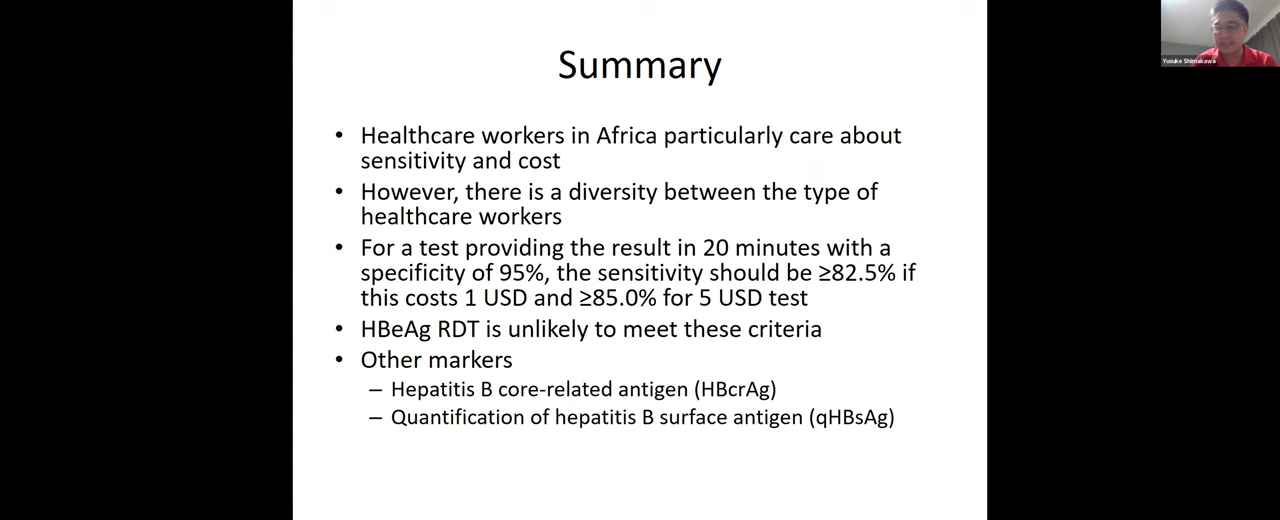 Summary
Yusuke Shimakawa
• Healthcare workers in Africa particularly care about
sensitivity and cost
• However, there is a diversity between the type of
healthcare workers
• For a test providing the result in 20 minutes with a
specificity of 95%, the sensitivity should be ≥82.5% if
this costs 1 USD and ≥85.0% for 5 USD test
• HBeAg RDT is unlikely to meet these criteria
• Other markers
– Hepatitis B core-related antigen (HBcrAg)
– Quantification of hepatitis B surface antigen (qHBsAg)